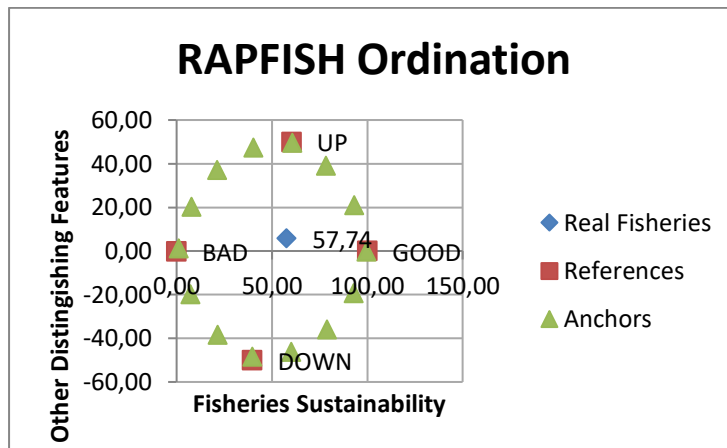 RAPFISH Ordination
Other Distingishing Features
60,00
40,00
20,00
0,00
-20,00
-40,00
-60,00
UP
BAD
57,74
GOOD
DOWN
0,00 50,00 100,00 150,00
Fisheries Sustainability
Real Fisheries
References
Anchors